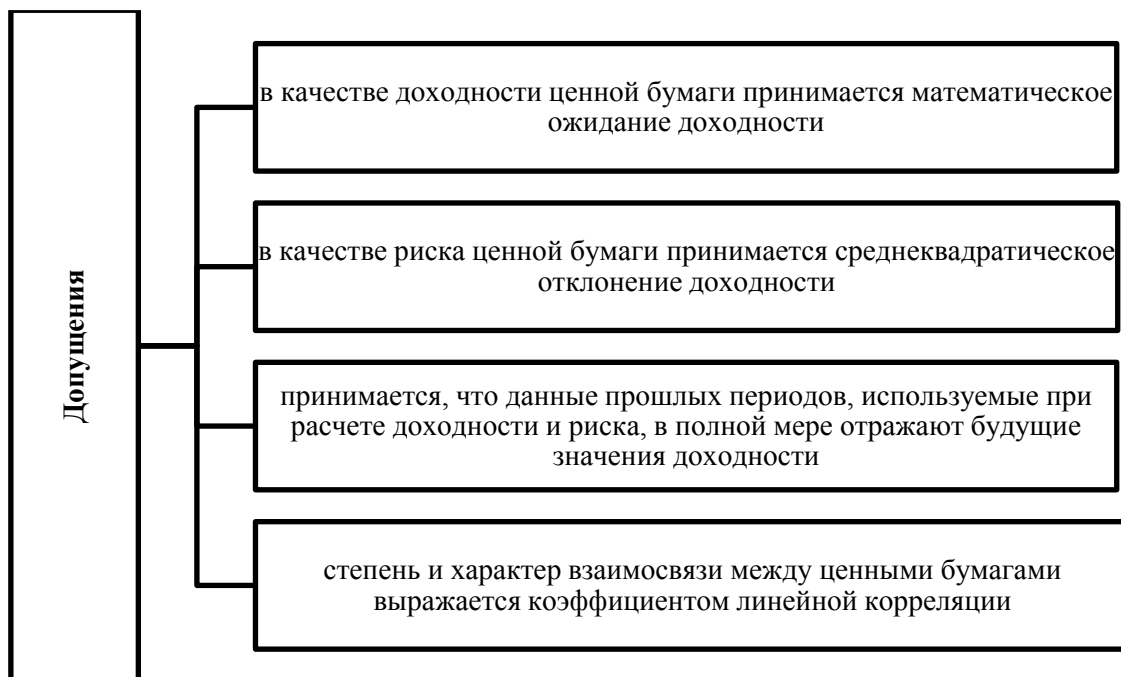 Допущения
в качестве доходности ценной бумаги принимается математическое
ожидание доходности
в качестве риска ценной бумаги принимается среднеквадратическое
отклонение доходности
принимается, что данные прошлых периодов, используемые при
расчете доходности и риска, в полной мере отражают будущие
значения доходности
степень и характер взаимосвязи между ценными бумагами
выражается коэффициентом линейной корреляции